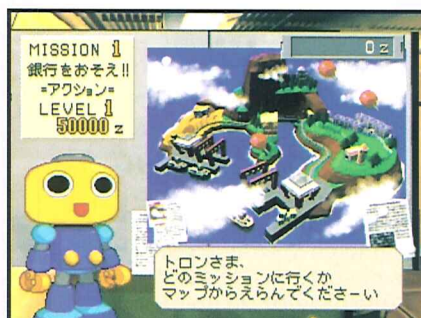 MISSION 1
銀行をおそえ!!
=アクション=
LEVEL 1
50000 z
0 z
トロンさま、
どのミッションに行くか
マップからえらんでくださーい